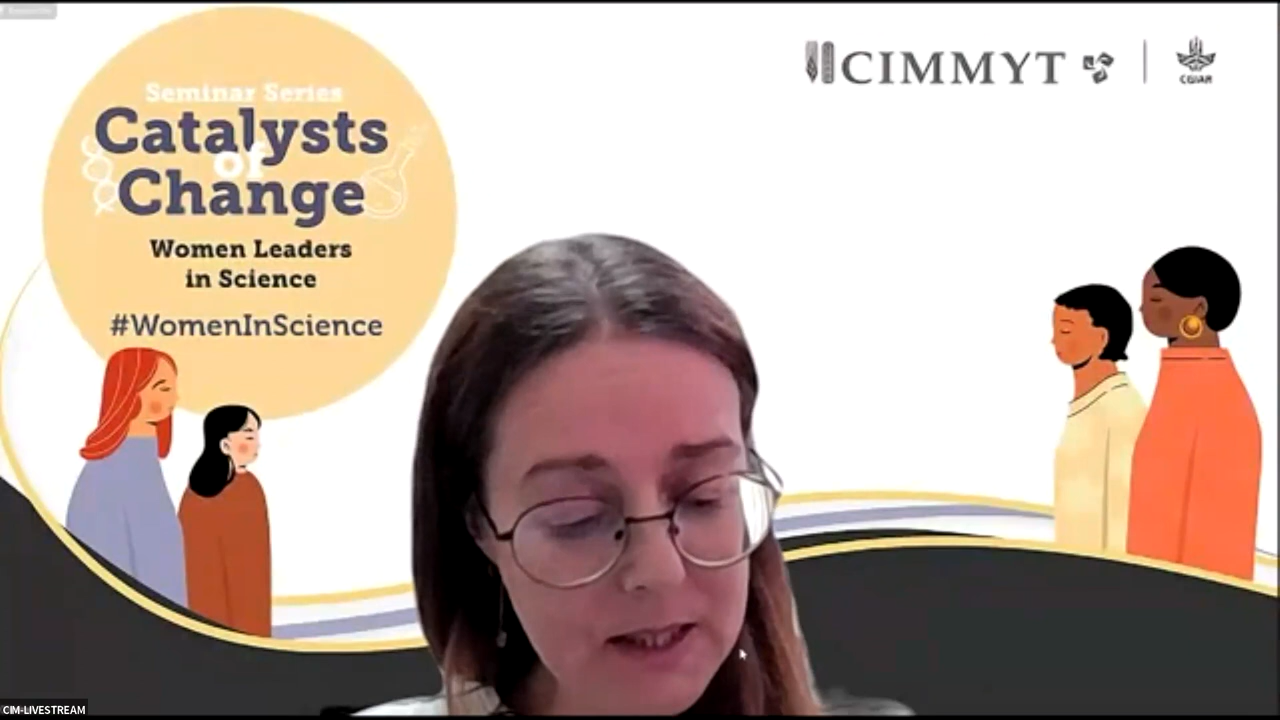 Seminar Series
Catalysts
of
Change
Women Leaders
in Science
#WomenInScience
CIMMYT
CGIAR
CIM-LIVESTREAM